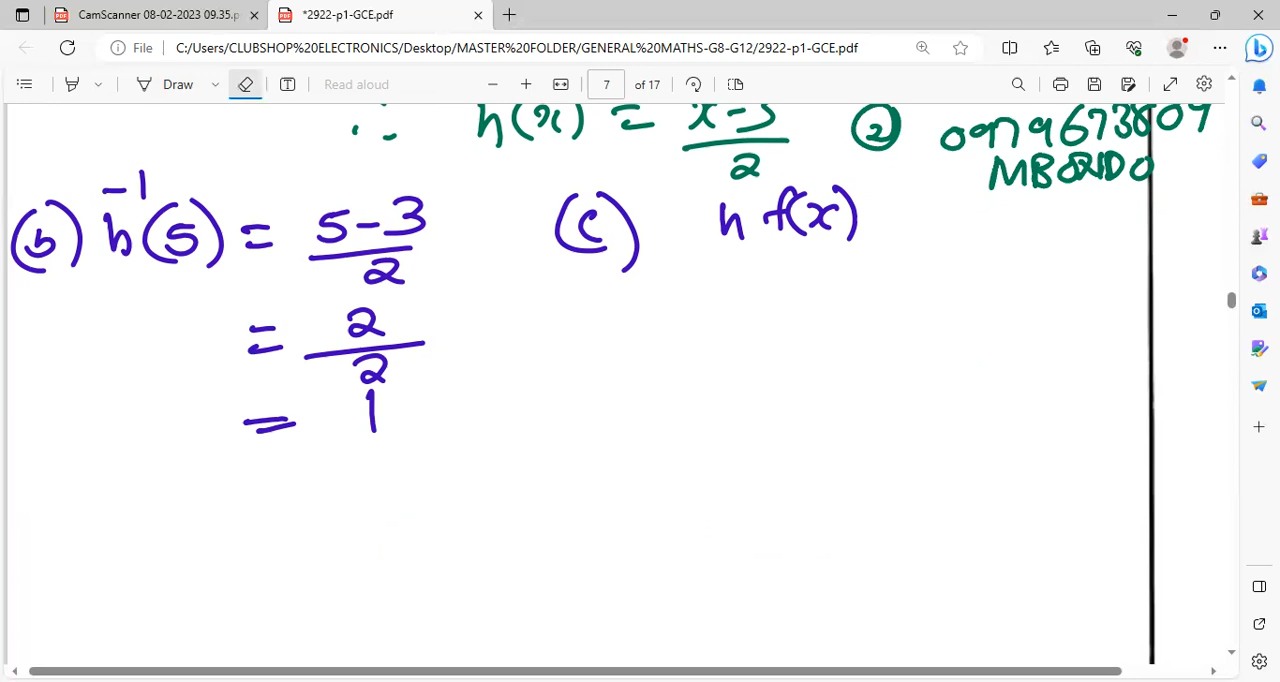 CamScanner 08-02-2023 09.35.p
*2922-p1-GCE.pdf
File
C:/Users/CLUBSHOP%20ELECTRONICS/Desktop/MASTER%20FOLDER/GENERAL%20MATHS-G8-G12/2922-p1-GCE.pdf
Draw
Read aloud
7 of 17
∴ h(x) = x-3/2 ②
MBOZIDO
(b) h⁻¹(5) = 5-3/2
(c) h f(x)
= 2/2
= 1